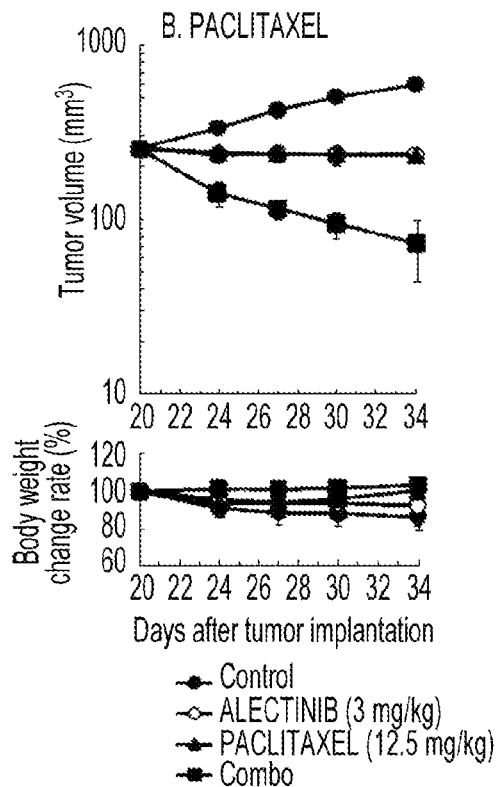 B. PACLITAXEL
Tumor volume (mm³)
1000
100
10
20 22 24 26 28 30 32 34
Body weight
change rate (%)
120
100
80
60
20 22 24 26 28 30 32 34
Days after tumor implantation
Control
ALECTINIB (3 mg/kg)
PACLITAXEL (12.5 mg/kg)
Combo